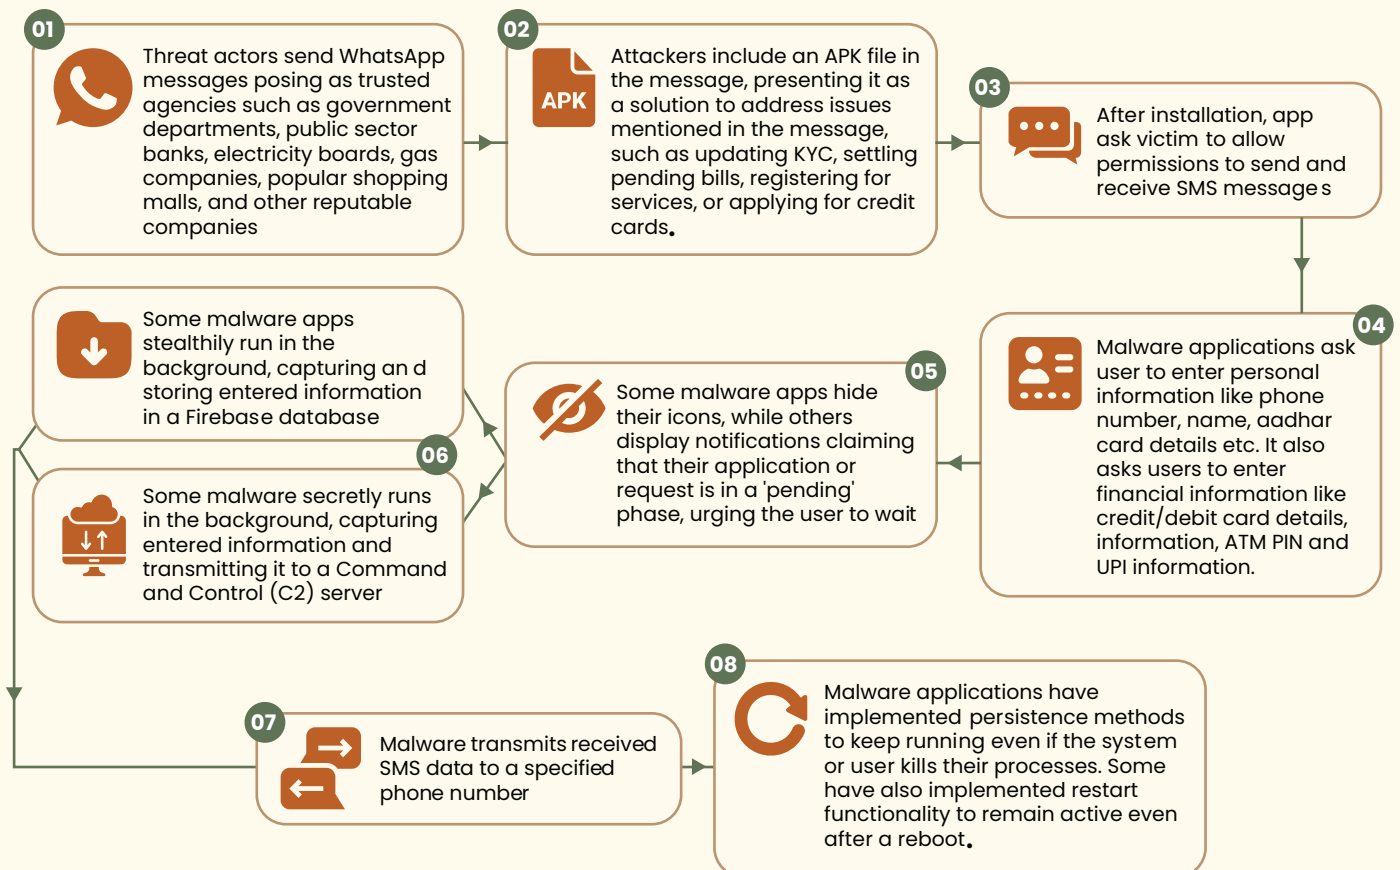 01
Threat actors send WhatsApp
messages posing as trusted
agencies such as government
departments, public sector
banks, electricity boards, gas
companies, popular shopping
malls, and other reputable
companies
02
APK
Attackers include an APK file in
the message, presenting it as
a solution to address issues
mentioned in the message,
such as updating KYC, settling
pending bills, registering for
services, or applying for credit
cards.
03
After installation, app
ask victim to allow
permissions to send and
receive SMS messages
04
Malware applications ask
user to enter personal
information like phone
number, name, aadhar
card details etc. It also
asks users to enter
financial information like
credit/debit card details,
information, ATM PIN and
UPI information.
05
Some malware apps hide
their icons, while others
display notifications claiming
that their application or
request is in a 'pending'
phase, urging the user to wait
Some malware apps
stealthily run in the
background, capturing an d
storing entered information
in a Firebase database
06
Some malware secretly runs
in the background, capturing
entered information and
transmitting it to a Command
and Control (C2) server
07
Malware transmits received
SMS data to a specified
phone number
08
Malware applications have
implemented persistence methods
to keep running even if the system
or user kills their processes. Some
have also implemented restart
functionality to remain active even
after a reboot.